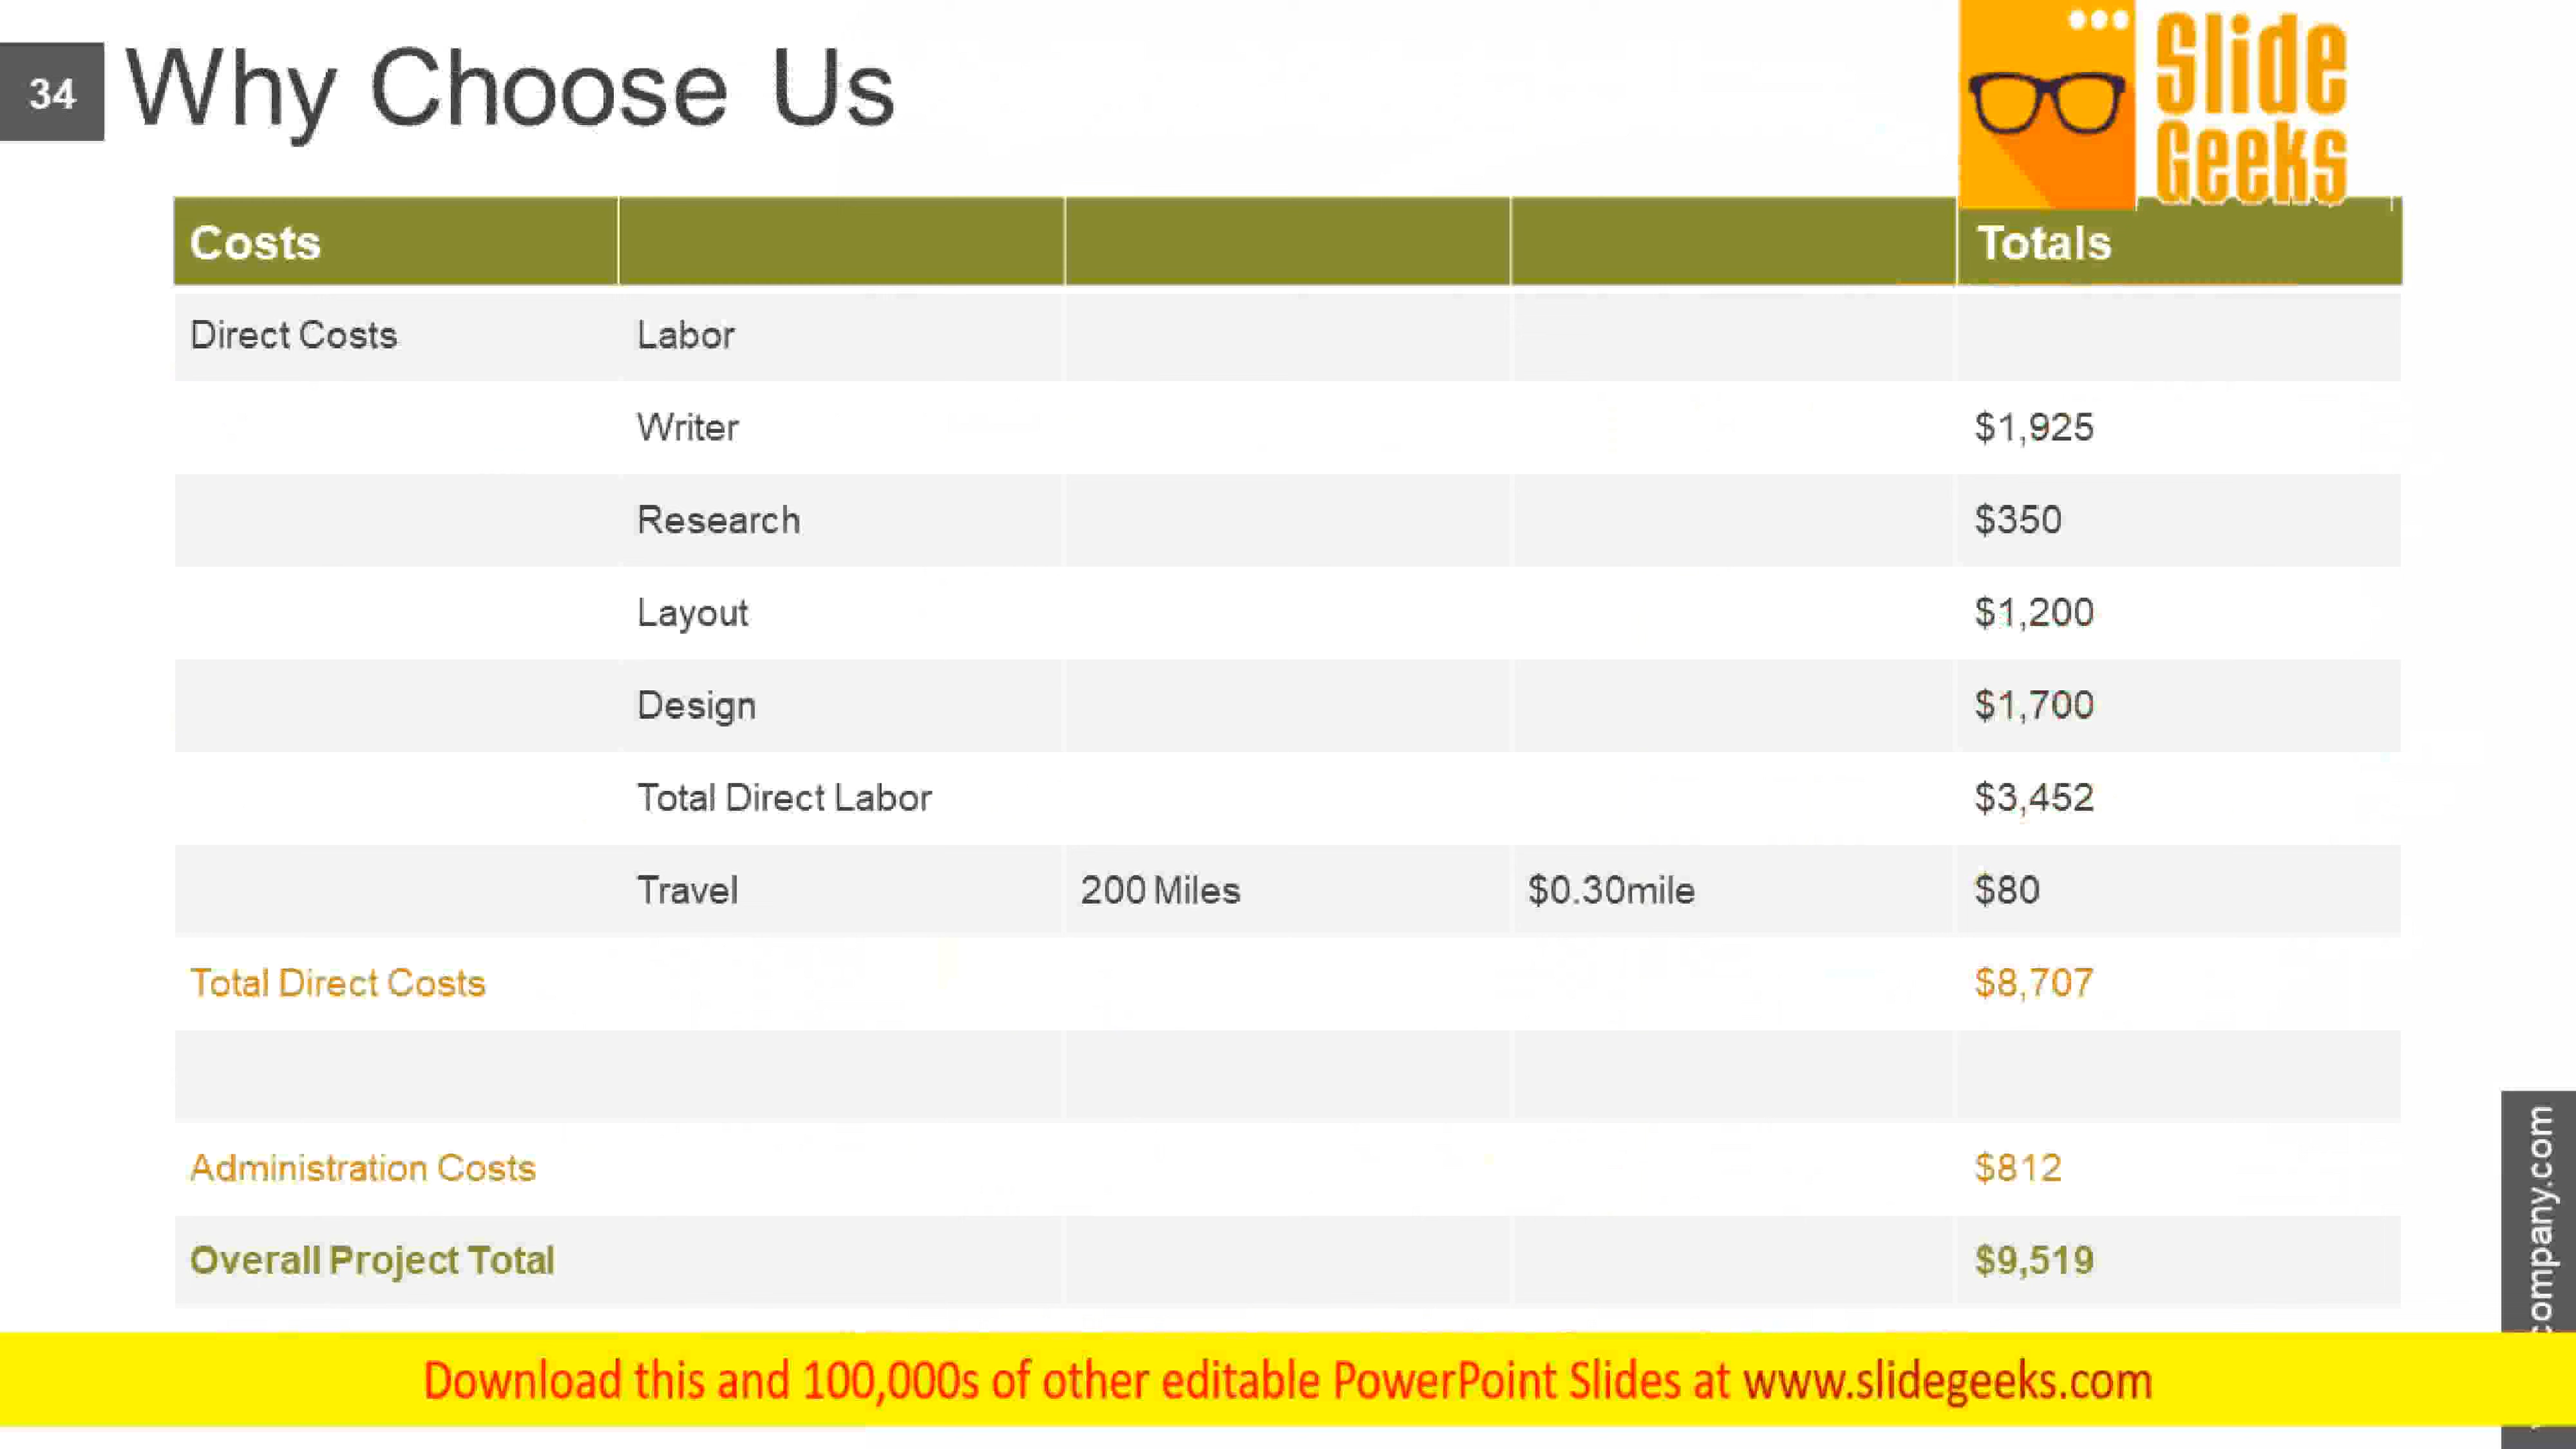 34 Why Choose Us
Slide
Geeks
Costs Totals
Direct Costs Labor
Writer $1,925
Research $350
Layout $1,200
Design $1,700
Total Direct Labor $3,452
Travel 200 Miles $0.30mile $80
Total Direct Costs $8,707
Administration Costs $812
Overall Project Total $9,519
company.com
Download this and 100,000s of other editable PowerPoint Slides at www.slidegeeks.com